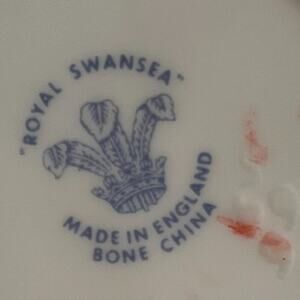 "ROYAL SWANSEA"
MADE IN ENGLAND
BONE CHINA